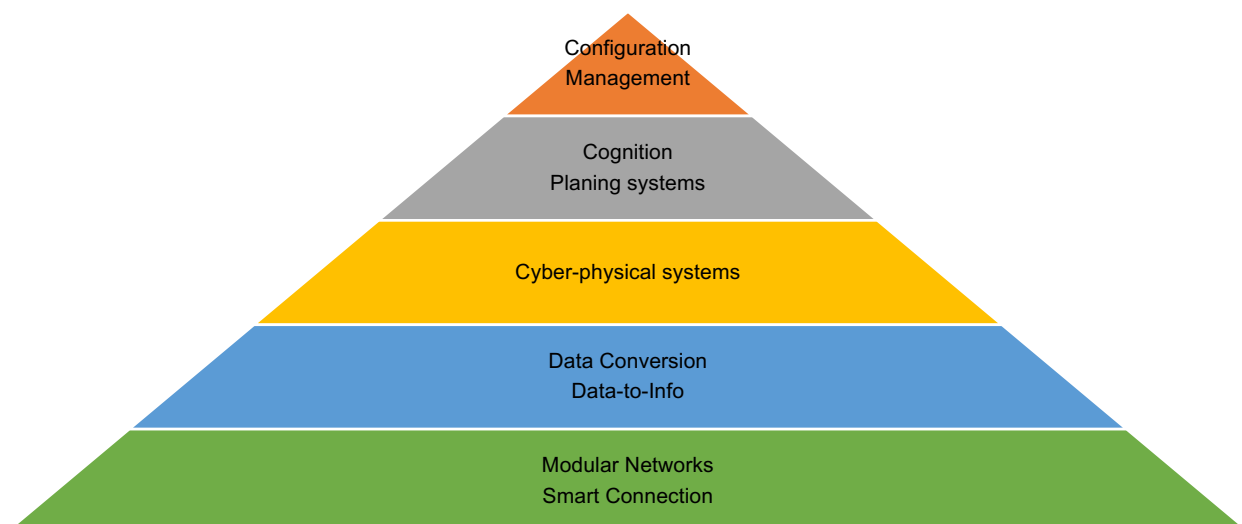 Configuration
Management
Cognition
Planing systems
Cyber-physical systems
Data Conversion
Data-to-Info
Modular Networks
Smart Connection